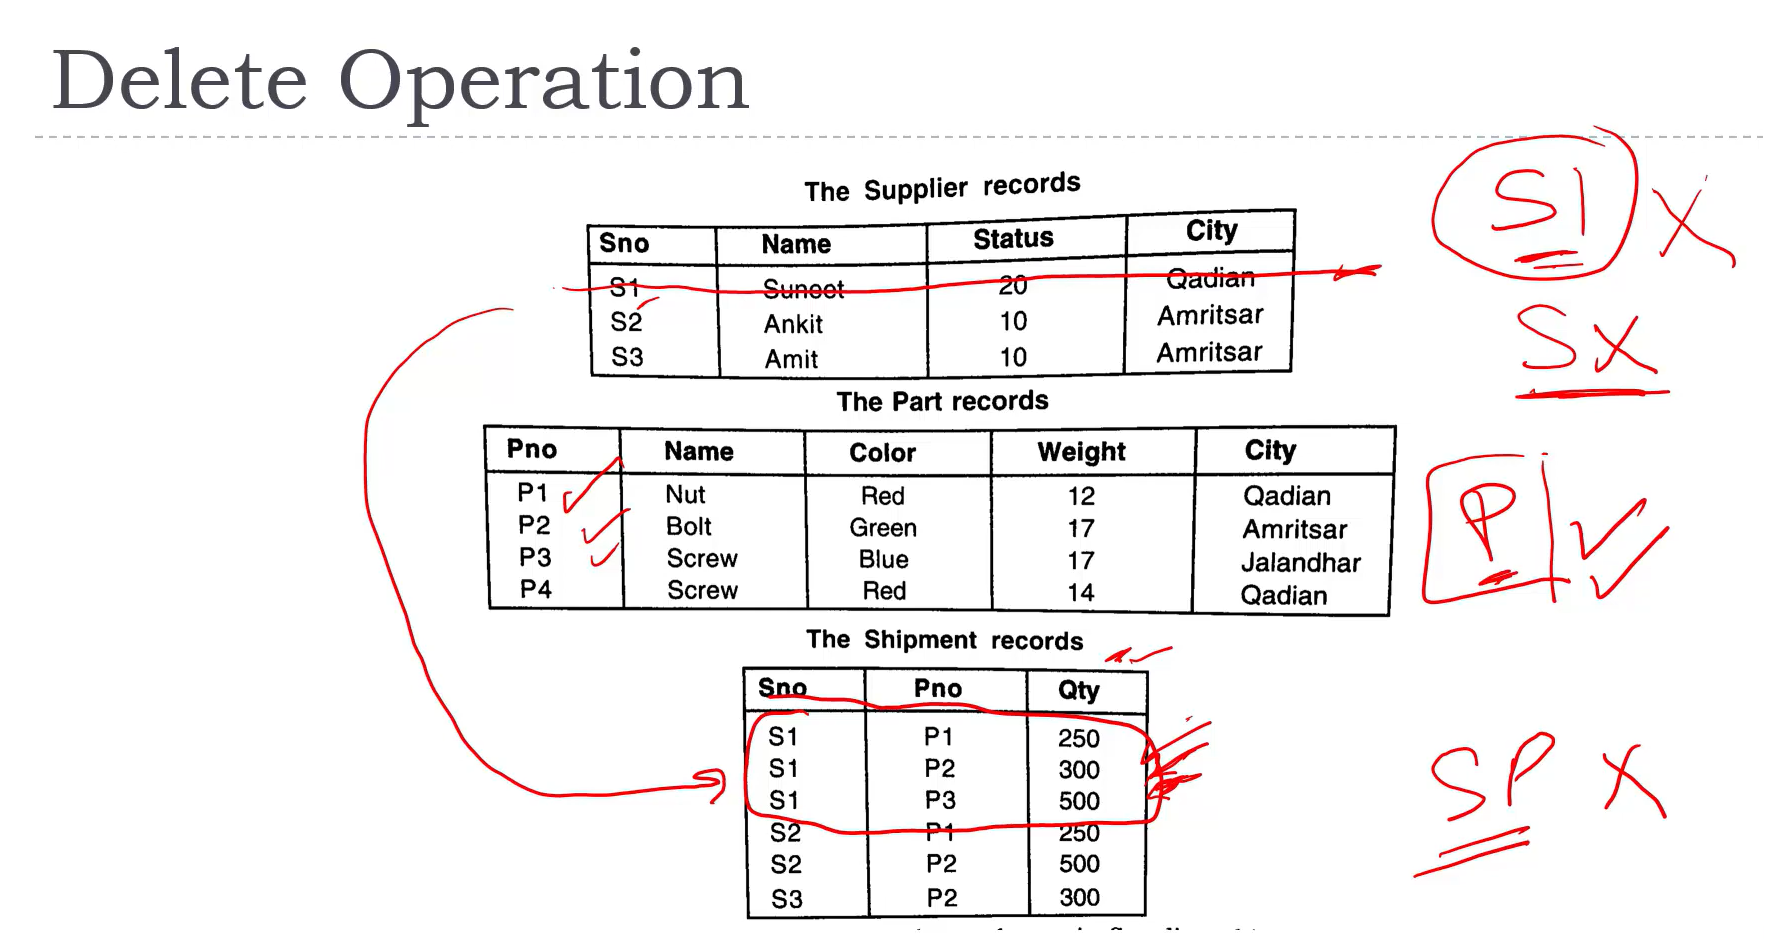 Delete Operation
The Supplier records
Sno Name Status City
S1 Suneet 20 Qadian
S2 Ankit 10 Amritsar
S3 Amit 10 Amritsar
The Part records
Pno Name Color Weight City
P1 Nut Red 12 Qadian
P2 Bolt Green 17 Amritsar
P3 Screw Blue 17 Jalandhar
P4 Screw Red 14 Qadian
The Shipment records
Sno Pno Qty
S1 P1 250
S1 P2 300
S1 P3 500
S2 P1 250
S2 P2 500
S3 P2 300
S1 X
SX
P
SP X